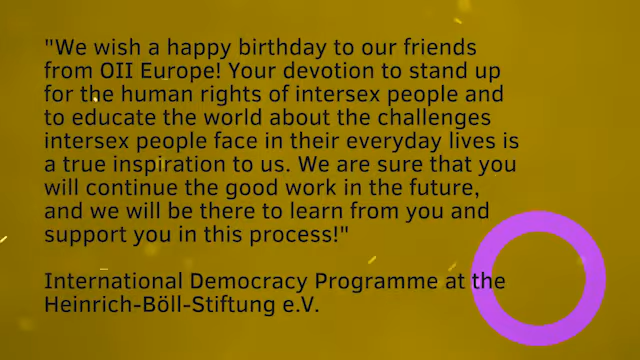 "We wish a happy birthday to our friends
from OII Europe! Your devotion to stand up
for the human rights of intersex people and
to educate the world about the challenges
intersex people face in their everyday lives is
a true inspiration to us. We are sure that you
will continue the good work in the future,
and we will be there to learn from you and
support you in this process!"
International Democracy Programme at the
Heinrich-Böll-Stiftung e.V.